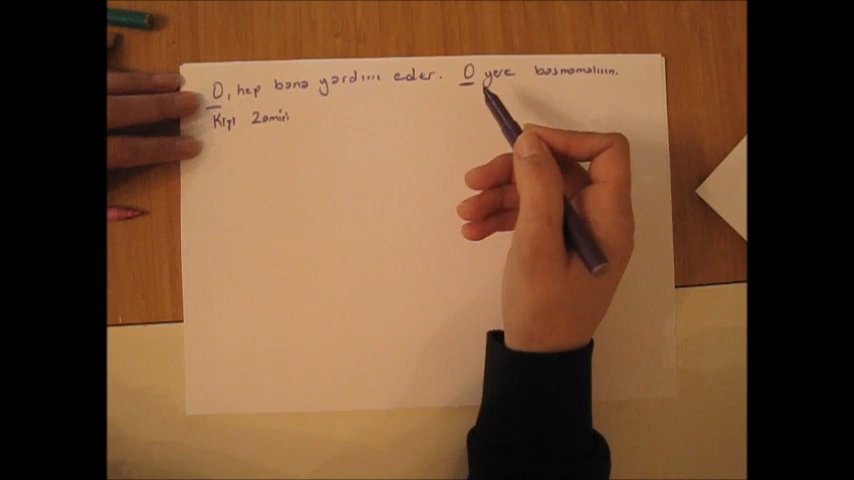 O, hep bana yardım eder. O yere basmamalısın.
Kişi Zamiri